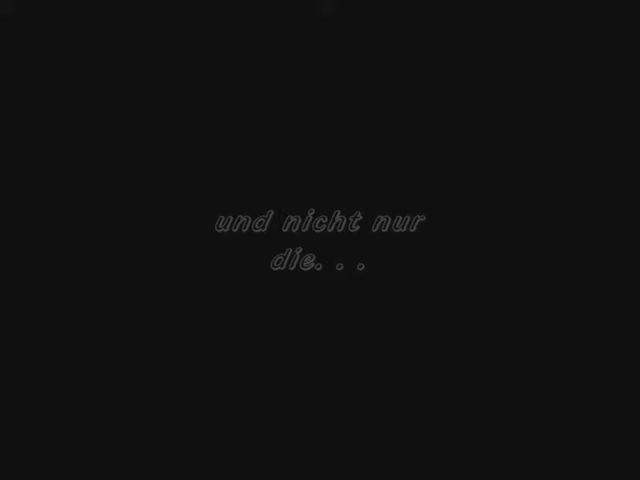 und nicht nur
die. . .